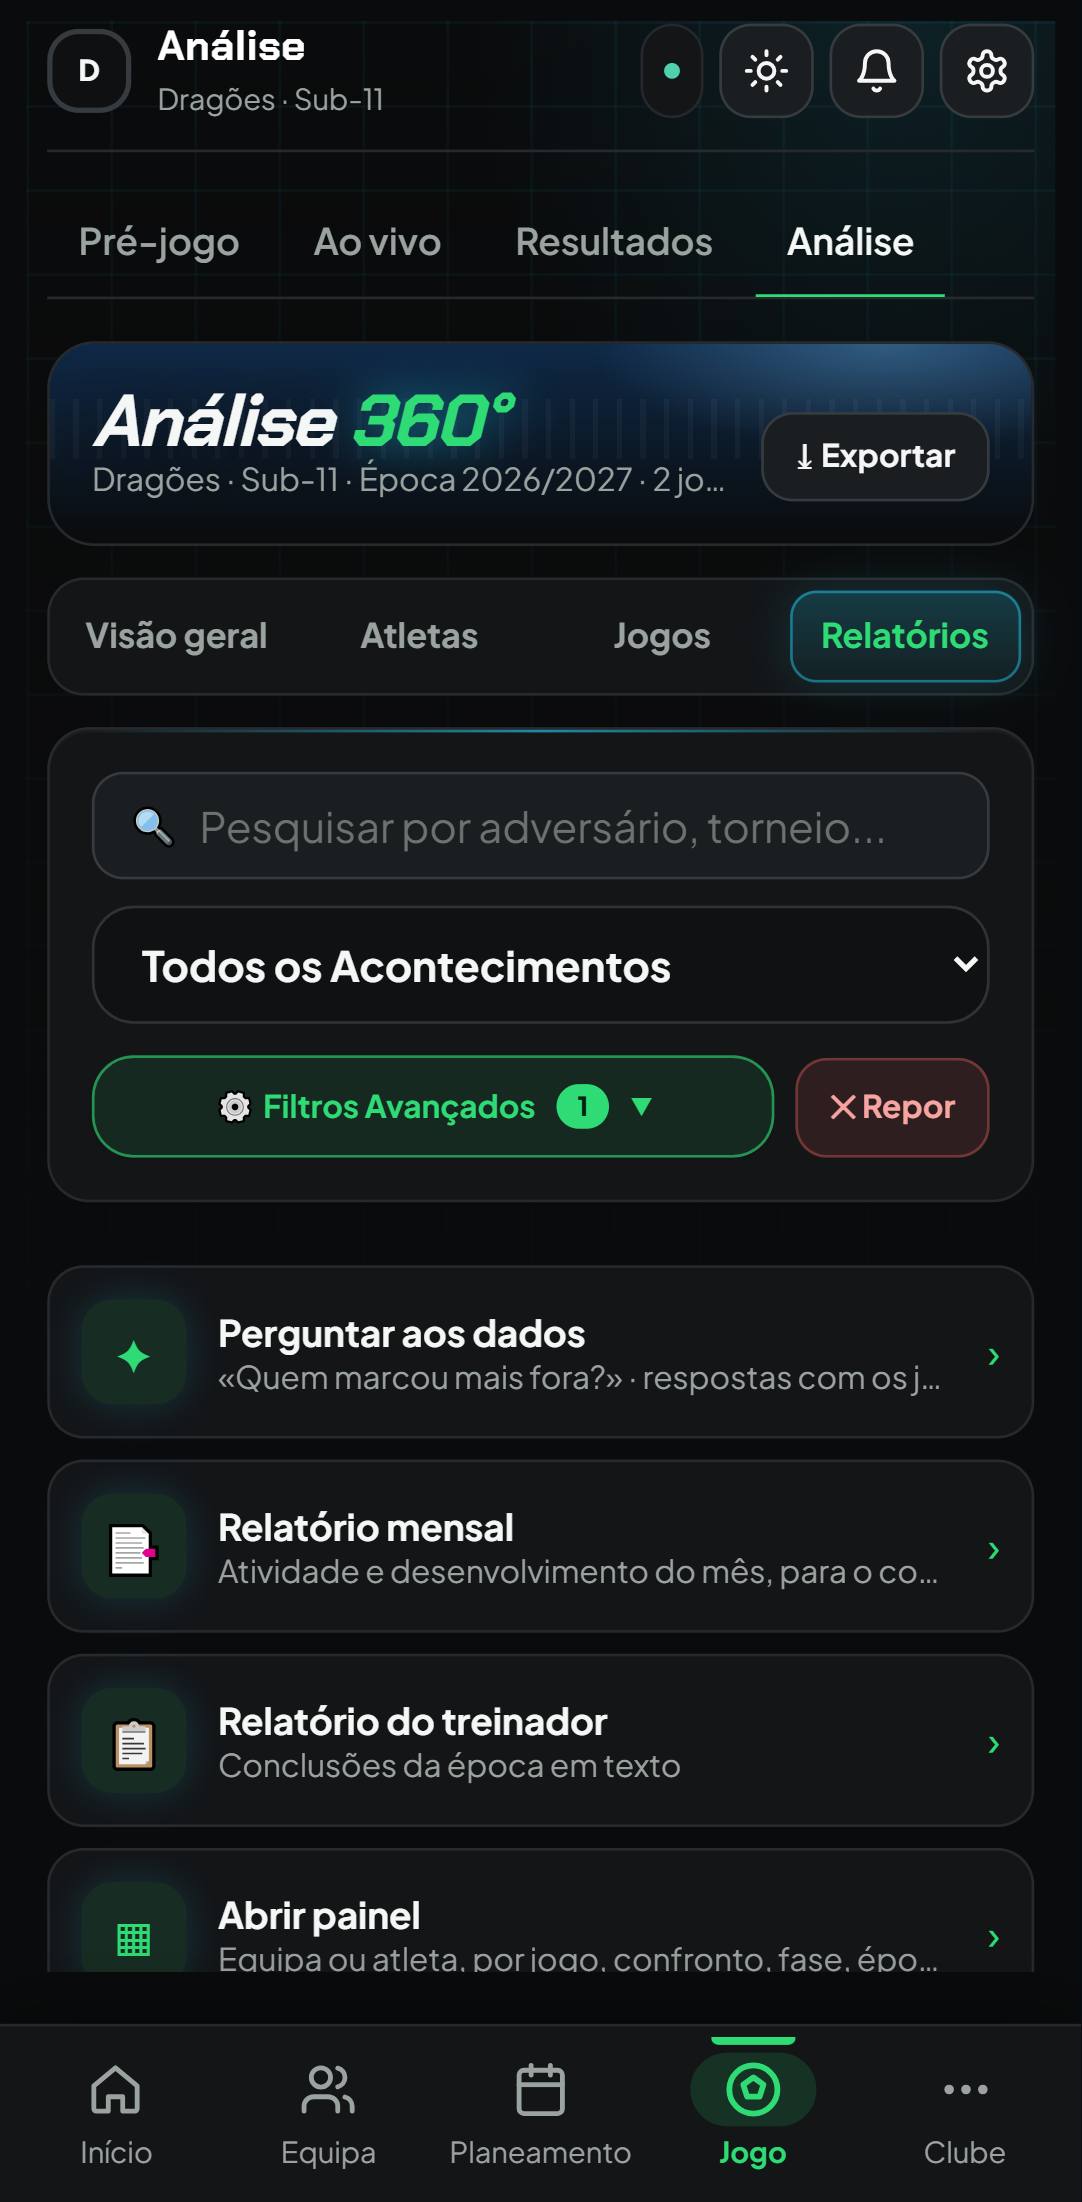 D
Análise
Dragões · Sub-11
Pré-jogo
Ao vivo
Resultados
Análise
Análise 360°
Dragões · Sub-11 · Época 2026/2027 · 2 jo...
↓ Exportar
Visão geral
Atletas
Jogos
Relatórios
Pesquisar por adversário, torneio...
Todos os Acontecimentos
Filtros Avançados 1 ▼
✕ Repor
Perguntar aos dados
«Quem marcou mais fora?» · respostas com os j...
Relatório mensal
Atividade e desenvolvimento do mês, para o co...
Relatório do treinador
Conclusões da época em texto
Abrir painel
Equipa ou atleta, por jogo, confronto, fase, épo...
Início
Equipa
Planeamento
Jogo
Clube